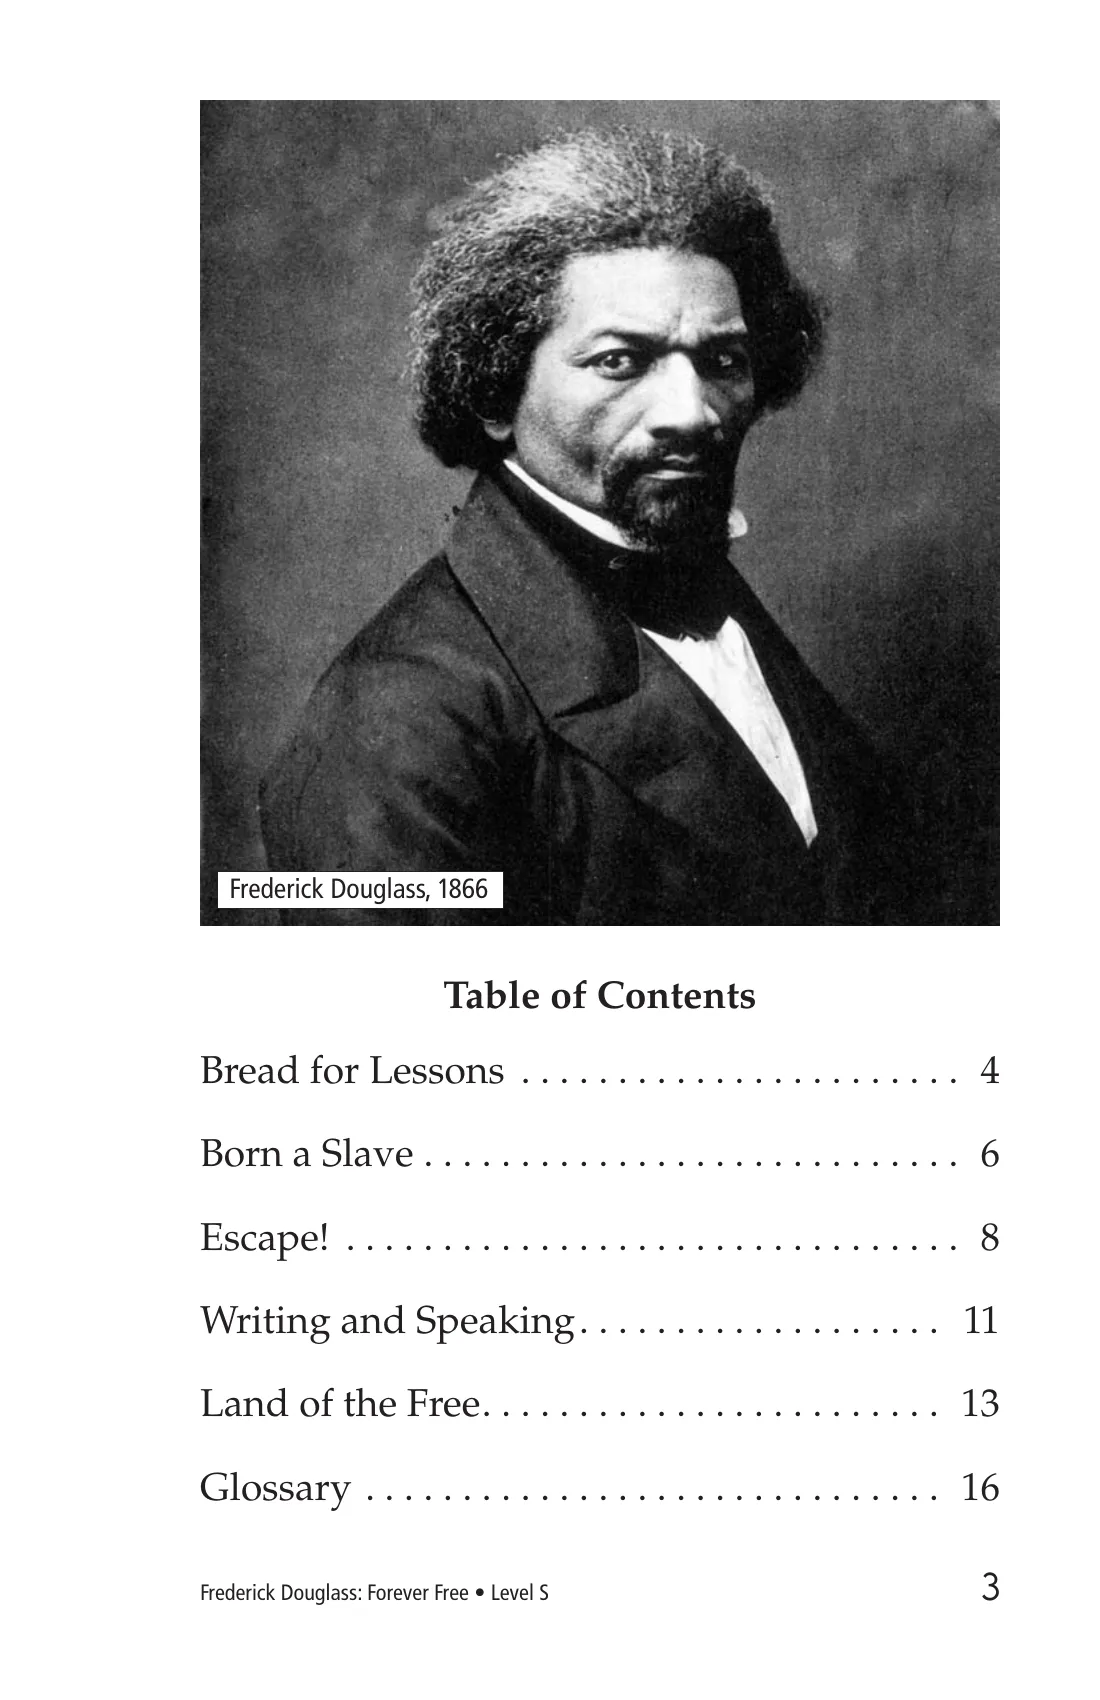 Frederick Douglass, 1866
Table of Contents
Bread for Lessons . . . . . . . . . . . . . . . . . . . . . . . 4
Born a Slave . . . . . . . . . . . . . . . . . . . . . . . . . . . . 6
Escape! . . . . . . . . . . . . . . . . . . . . . . . . . . . . . . . . 8
Writing and Speaking . . . . . . . . . . . . . . . . . . . 11
Land of the Free. . . . . . . . . . . . . . . . . . . . . . . . 13
Glossary . . . . . . . . . . . . . . . . . . . . . . . . . . . . . . 16
Frederick Douglass: Forever Free • Level S 3